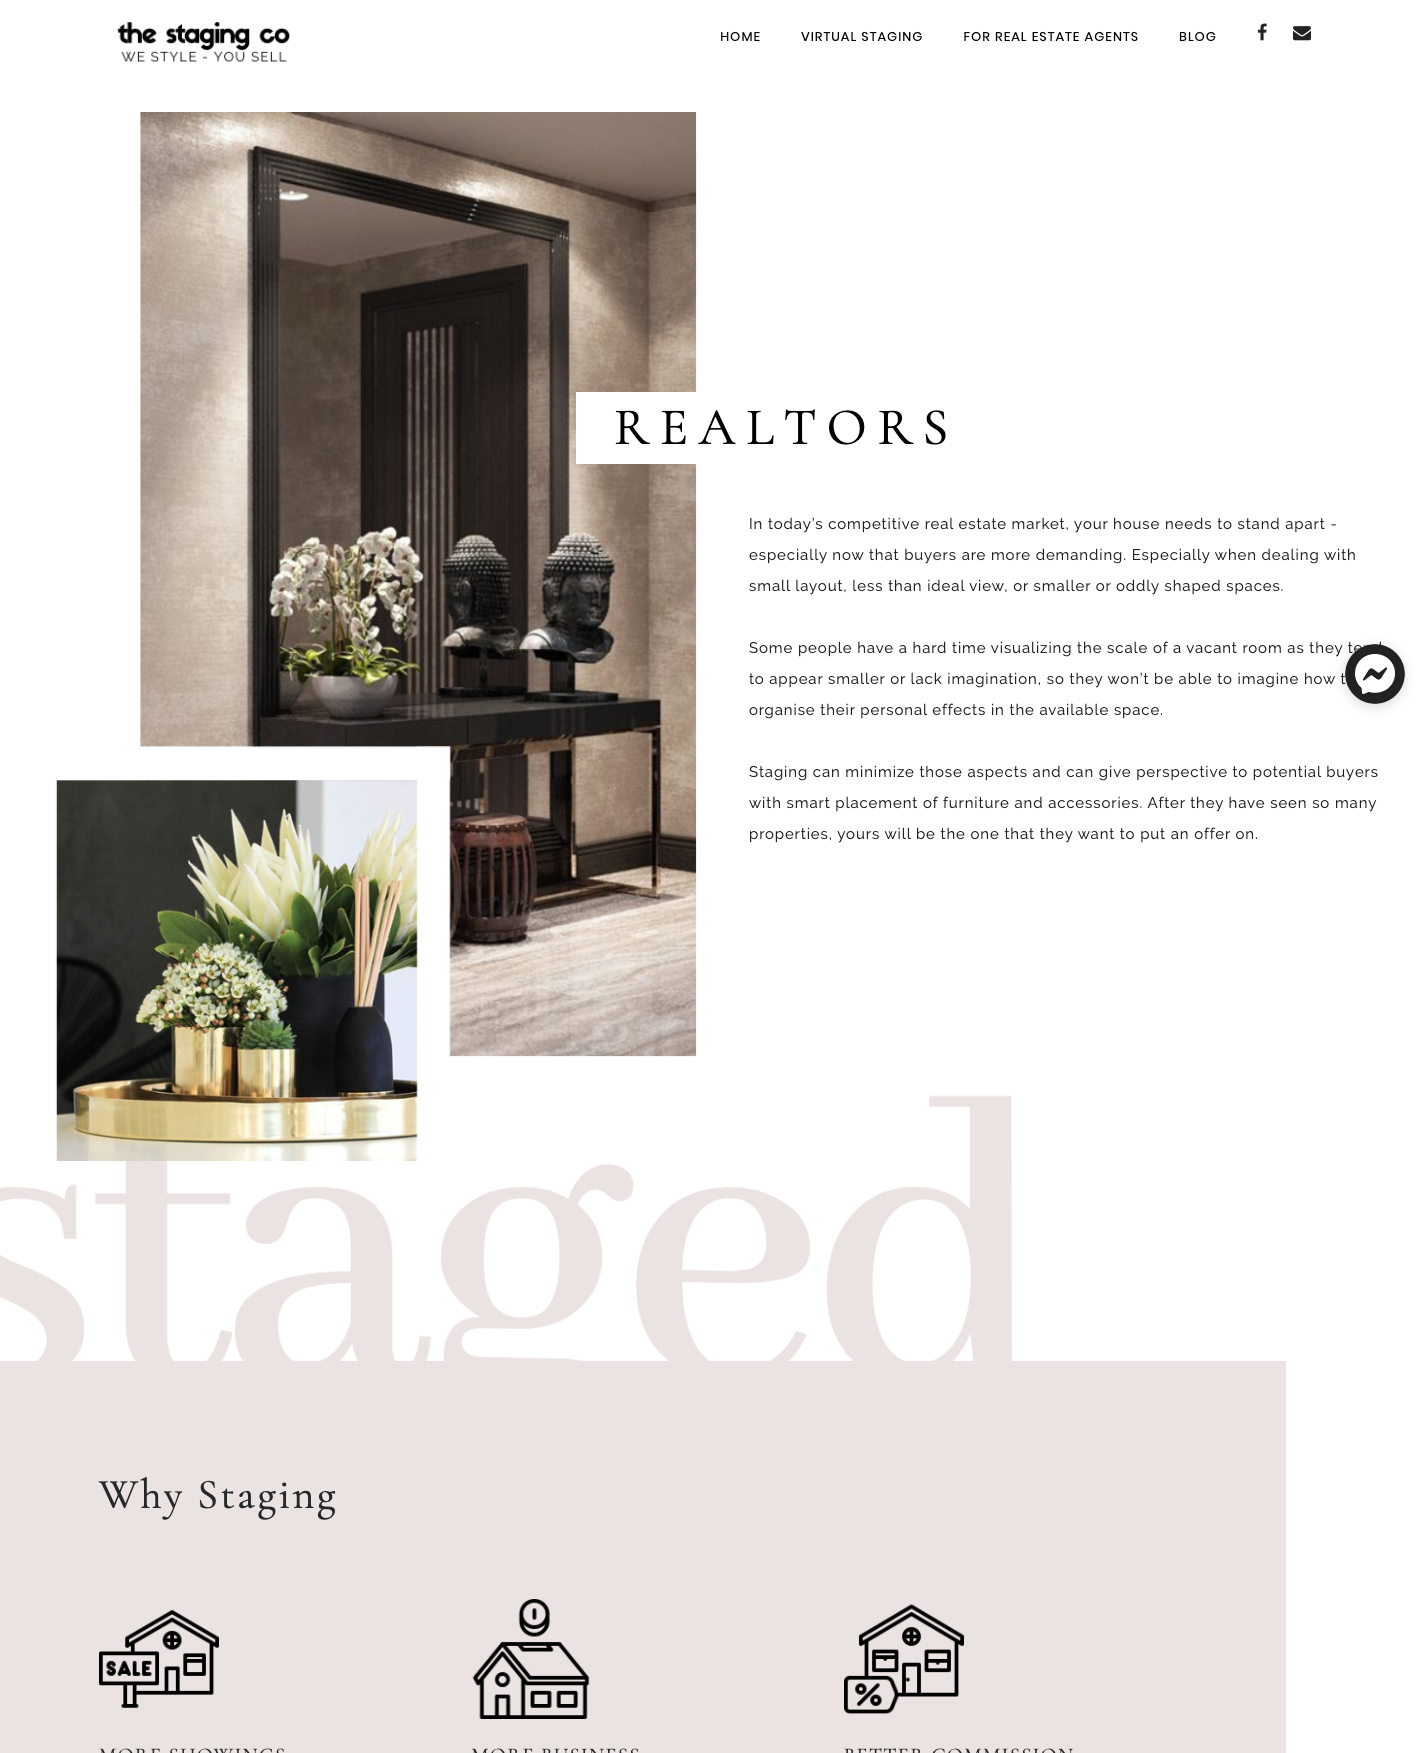 the staging co
WE STYLE - YOU SELL
HOME
VIRTUAL STAGING
FOR REAL ESTATE AGENTS
BLOG
REALTORS
In today's competitive real estate market, your house needs to stand apart -
especially now that buyers are more demanding. Especially when dealing with
small layout, less than ideal view, or smaller or oddly shaped spaces.
Some people have a hard time visualizing the scale of a vacant room as they
to appear smaller or lack imagination, so they won't be able to imagine how
organise their personal effects in the available space.
Staging can minimize those aspects and can give perspective to potential buyers
with smart placement of furniture and accessories. After they have seen so many
properties, yours will be the one that they want to put an offer on.
staged
Why Staging
SALE
%
MORE SHOWINGS
MORE BUSINESS
BETTER COMMISSION